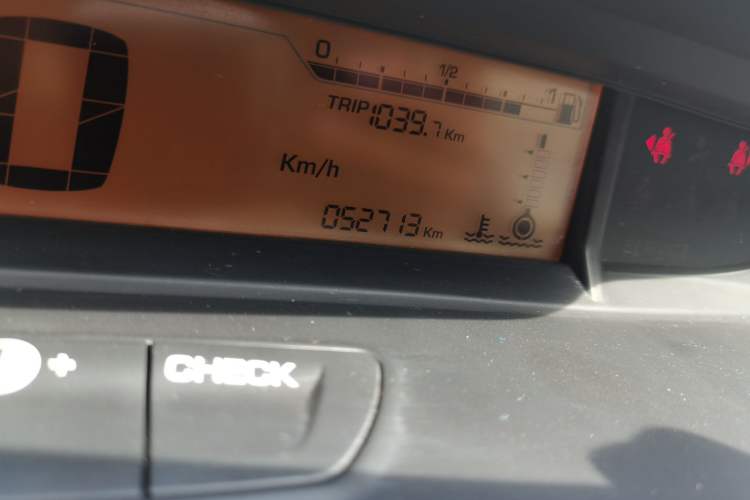 0 1/2 1
TRIP 1039.7 Km
Km/h
052713 Km
+
CHECK